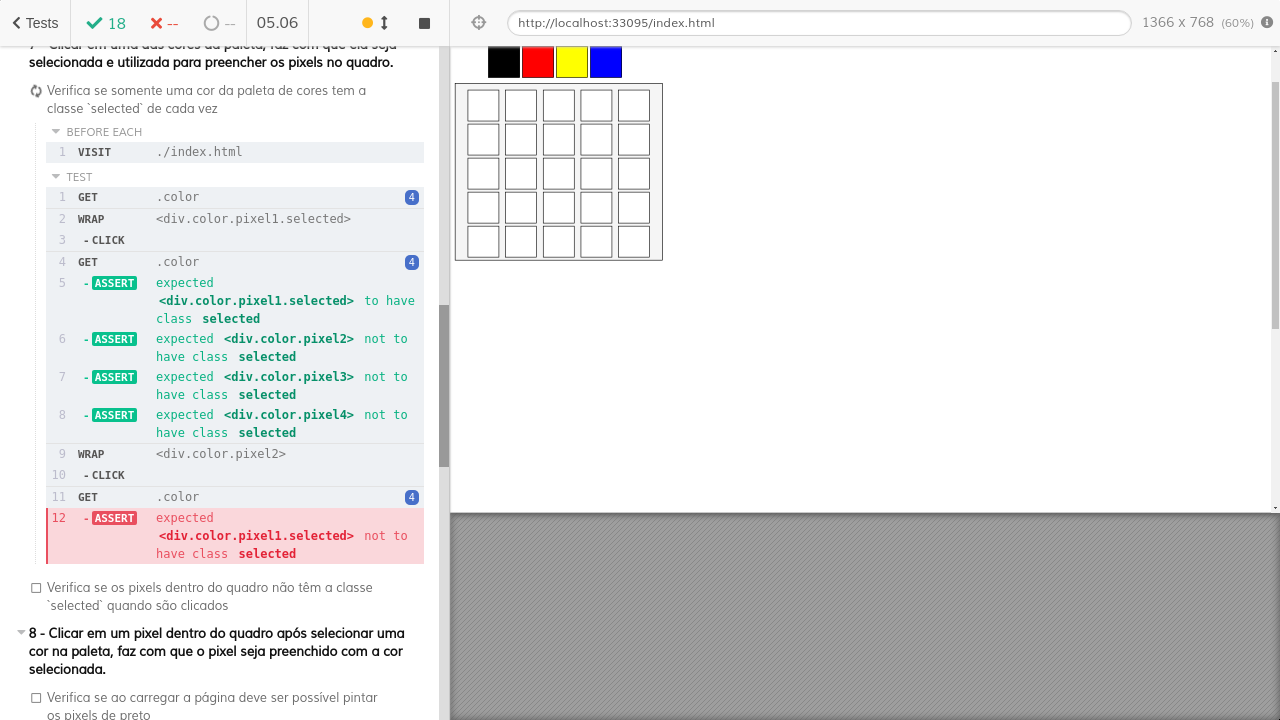 Tests
18
--
--
05.06
http://localhost:33095/index.html
1366 x 768 (60%)
7 - Clicar em uma das cores da paleta, faz com que ela seja
selecionada e utilizada para preencher os pixels no quadro.
Verifica se somente uma cor da paleta de cores tem a
classe `selected` de cada vez
BEFORE EACH
1 VISIT ./index.html
TEST
1 GET .color 4
2 WRAP <div.color.pixel1.selected>
3 - CLICK
4 GET .color 4
5 - ASSERT expected
<div.color.pixel1.selected> to have
class selected
6 - ASSERT expected <div.color.pixel2> not to
have class selected
7 - ASSERT expected <div.color.pixel3> not to
have class selected
8 - ASSERT expected <div.color.pixel4> not to
have class selected
9 WRAP <div.color.pixel2>
10 - CLICK
11 GET .color 4
12 - ASSERT expected
<div.color.pixel1.selected> not to
have class selected
Verifica se os pixels dentro do quadro não têm a classe
`selected` quando são clicados
8 - Clicar em um pixel dentro do quadro após selecionar uma
cor na paleta, faz com que o pixel seja preenchido com a cor
selecionada.
Verifica se ao carregar a página deve ser possível pintar
os pixels de preto